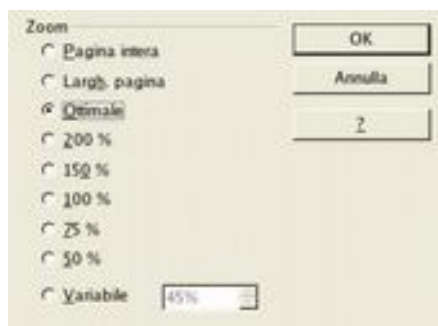 Zoom
Pagina intera
Largh. pagina
Ottimale
200 %
150 %
100 %
75 %
50 %
Variabile 45%
OK
Annulla
?